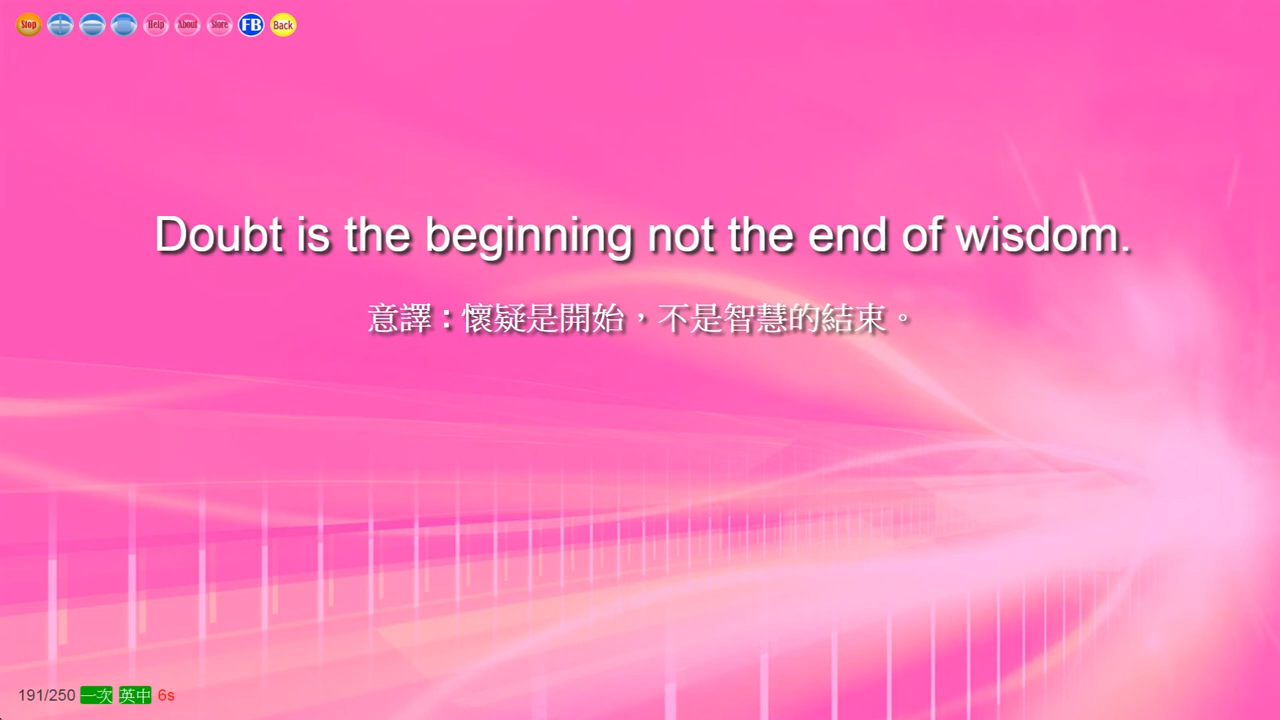 Stop Help About Store FB Back
Doubt is the beginning not the end of wisdom.
意譯：懷疑是開始，不是智慧的結束。
191/250 一次 英中 6s